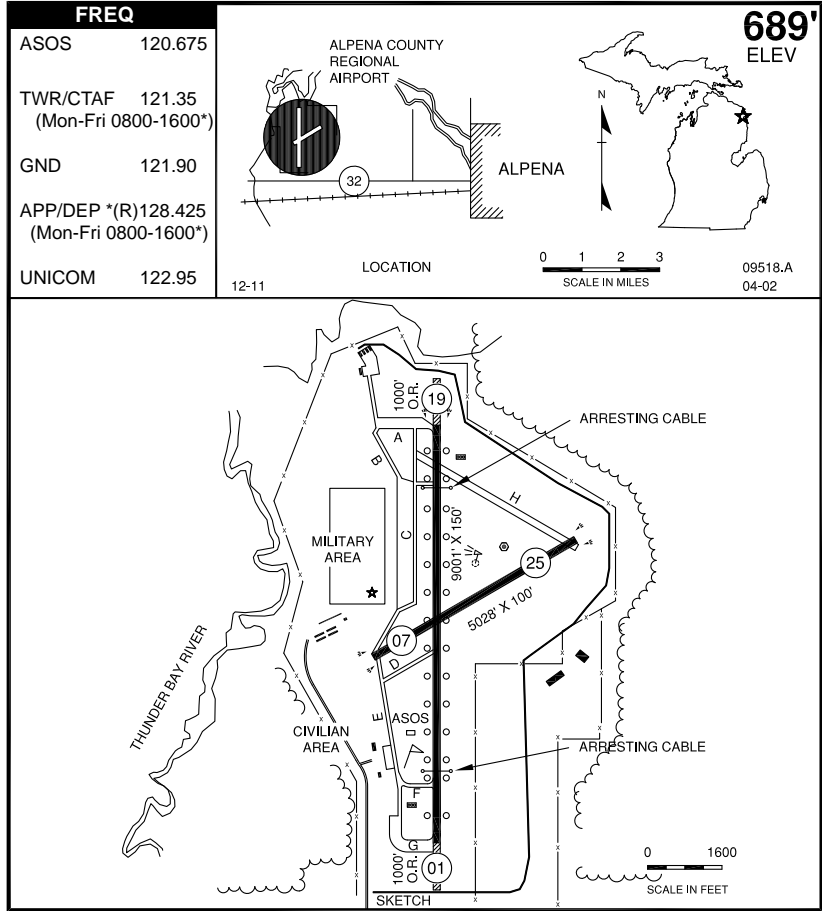 FREQ
ASOS 120.675
TWR/CTAF 121.35
(Mon-Fri 0800-1600*)
GND 121.90
APP/DEP *(R)128.425
(Mon-Fri 0800-1600*)
UNICOM 122.95
ALPENA COUNTY
REGIONAL
AIRPORT
32
ALPENA
LOCATION
12-11
N
689'
ELEV
0 1 2 3
SCALE IN MILES
09518.A
04-02
1000'
O.R.
19
ARRESTING CABLE
A
B
H
C
MILITARY
AREA
9001' X 150'
25
5028' X 100'
07
D
THUNDER BAY RIVER
E
ASOS
CIVILIAN
AREA
ARRESTING CABLE
F
G
1000'
O.R.
01
0 1600
SCALE IN FEET
SKETCH